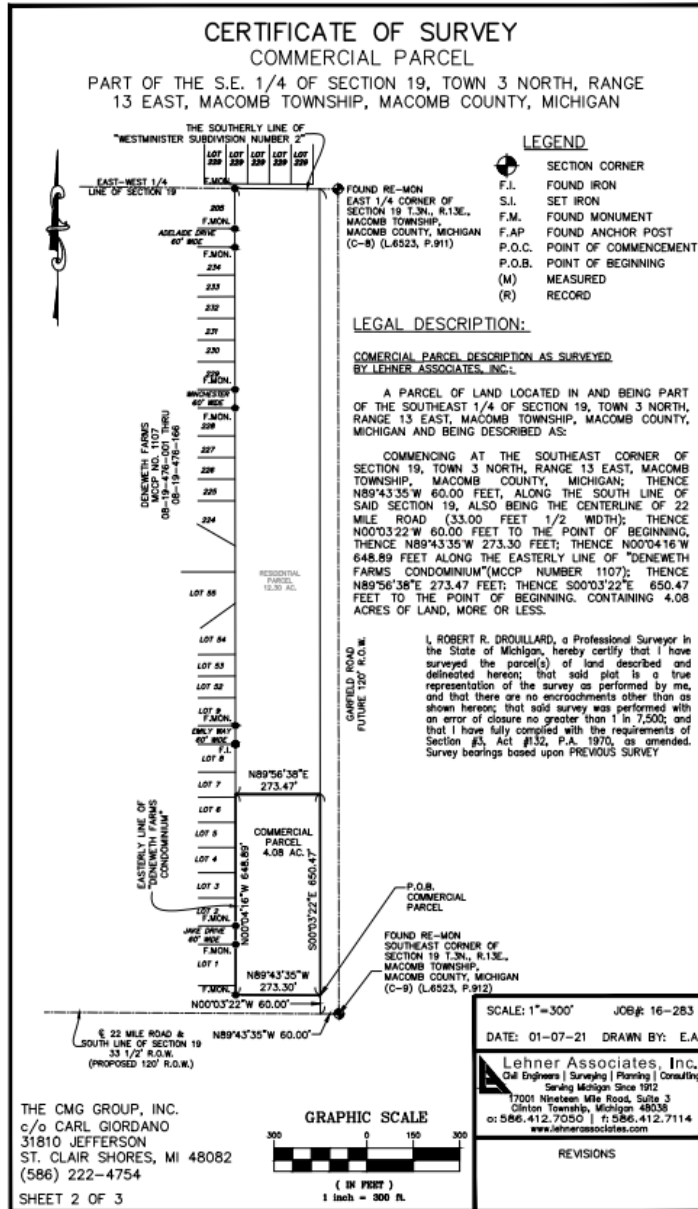 CERTIFICATE OF SURVEY
COMMERCIAL PARCEL
PART OF THE S.E. 1/4 OF SECTION 19, TOWN 3 NORTH, RANGE
13 EAST, MACOMB TOWNSHIP, MACOMB COUNTY, MICHIGAN
THE SOUTHERLY LINE OF
"WESTMINISTER SUBDIVISION NUMBER 2"
LOT LOT LOT LOT LOT
239 239 229
EAST-WEST 1/4
LINE OF SECTION 19
F.MON.
FOUND RE-MON
EAST 1/4 CORNER OF
SECTION 19 T.3N., R.13E.,
MACOMB TOWNSHIP,
MACOMB COUNTY, MICHIGAN
(C-8) (L.6523, P.911)
205
F.MON.
ADELAIDE DRIVE
60' WIDE
F.MON.
234
233
232
231
230
229
F.MON.
WINCHESTER
60' WIDE
F.MON.
228
227
226
225
224
DENEWETH FARMS
MCCP NO. 1107
08-19-476-001 THRU
08-19-476-166
LOT 55
LOT 54
LOT 53
LOT 52
LOT 9
F.MON.
EMILY WAY
60' WIDE
F.I.
LOT 8
LOT 7
LOT 6
LOT 5
LOT 4
LOT 3
LOT 2
F.MON.
JAKE DRIVE
60' WIDE
F.MON.
LOT 1
F.MON.
RESIDENTIAL
PARCEL
12.30 AC.
GARFIELD ROAD
FUTURE 120' R.O.W.
N89°56'38"E
273.47'
COMMERCIAL
PARCEL
4.08 AC.
EASTERLY LINE OF
"DENEWETH FARMS
CONDOMINIUM"
N00°04'16"W 648.89'
S00°03'22"E 650.47'
N89°43'35"W
273.30'
N00°03'22"W 60.00'
N89°43'35"W 60.00'
P.O.B.
COMMERCIAL
PARCEL
FOUND RE-MON
SOUTHEAST CORNER OF
SECTION 19 T.3N., R.13E.,
MACOMB TOWNSHIP,
MACOMB COUNTY, MICHIGAN
(C-9) (L.6523, P.912)
℄ 22 MILE ROAD &
SOUTH LINE OF SECTION 19
33 1/2' R.O.W.
(PROPOSED 120' R.O.W.)
LEGEND
SECTION CORNER
F.I. FOUND IRON
S.I. SET IRON
F.M. FOUND MONUMENT
F.AP FOUND ANCHOR POST
P.O.C. POINT OF COMMENCEMENT
P.O.B. POINT OF BEGINNING
(M) MEASURED
(R) RECORD
LEGAL DESCRIPTION:
COMERCIAL PARCEL DESCRIPTION AS SURVEYED
BY LEHNER ASSOCIATES, INC.:
A PARCEL OF LAND LOCATED IN AND BEING PART
OF THE SOUTHEAST 1/4 OF SECTION 19, TOWN 3 NORTH,
RANGE 13 EAST, MACOMB TOWNSHIP, MACOMB COUNTY,
MICHIGAN AND BEING DESCRIBED AS:
COMMENCING AT THE SOUTHEAST CORNER OF
SECTION 19, TOWN 3 NORTH, RANGE 13 EAST, MACOMB
TOWNSHIP, MACOMB COUNTY, MICHIGAN; THENCE
N89°43'35"W 60.00 FEET, ALONG THE SOUTH LINE OF
SAID SECTION 19, ALSO BEING THE CENTERLINE OF 22
MILE ROAD (33.00 FEET 1/2 WIDTH); THENCE
N00°03'22"W 60.00 FEET TO THE POINT OF BEGINNING,
THENCE N89°43'35"W 273.30 FEET; THENCE N00°04'16"W
648.89 FEET ALONG THE EASTERLY LINE OF "DENEWETH
FARMS CONDOMINIUM"(MCCP NUMBER 1107); THENCE
N89°56'38"E 273.47 FEET; THENCE S00°03'22"E 650.47
FEET TO THE POINT OF BEGINNING. CONTAINING 4.08
ACRES OF LAND, MORE OR LESS.
I, ROBERT R. DROUILLARD, a Professional Surveyor in
the State of Michigan, hereby certify that I have
surveyed the parcel(s) of land described and
delineated hereon; that said plat is a true
representation of the survey as performed by me,
and that there are no encroachments other than as
shown hereon; that said survey was performed with
an error of closure no greater than 1 in 7,500; and
that I have fully complied with the requirements of
Section #3, Act #132, P.A. 1970, as amended.
Survey bearings based upon PREVIOUS SURVEY
SCALE: 1"=300' JOB#: 16-283
DATE: 01-07-21 DRAWN BY: E.A
Lehner Associates, Inc.
Civil Engineers | Surveying | Planning | Consulting
Serving Michigan Since 1912
17001 Nineteen Mile Road, Suite 3
Clinton Township, Michigan 48038
o: 586.412.7050 | f: 586.412.7114
www.lehnerassociates.com
REVISIONS
THE CMG GROUP, INC.
c/o CARL GIORDANO
31810 JEFFERSON
ST. CLAIR SHORES, MI 48082
(586) 222-4754
SHEET 2 OF 3
GRAPHIC SCALE
300 0 150 300
( IN FEET )
1 inch = 300 ft.